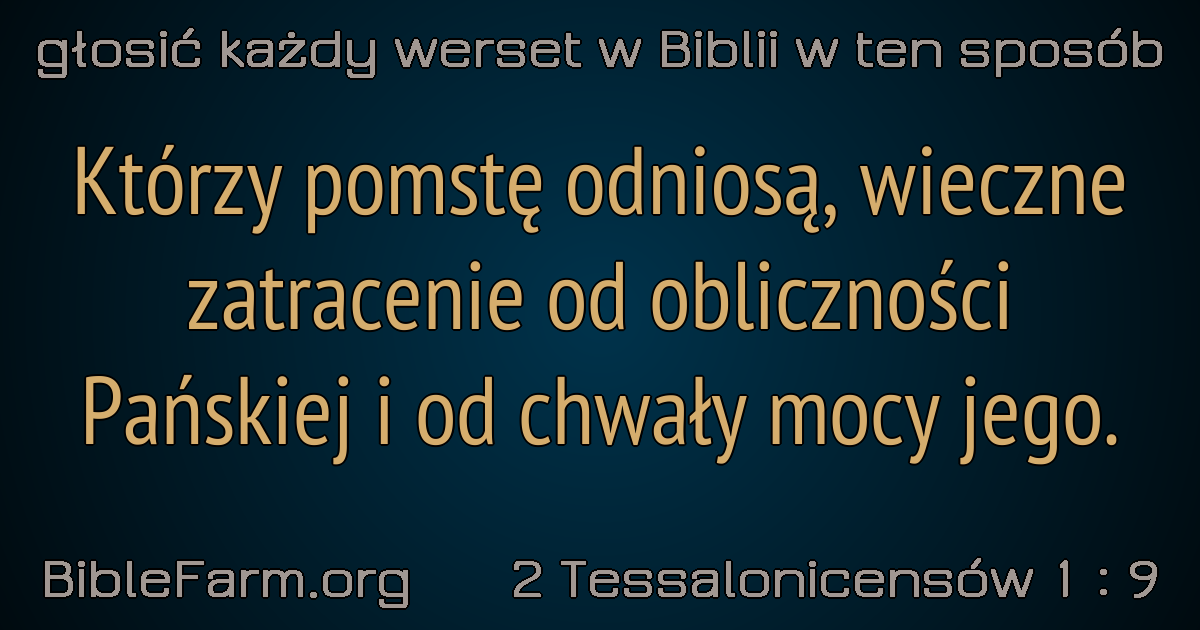 głosić każdy werset w Biblii w ten sposób
Którzy pomstę odniosą, wieczne
zatracenie od obliczności
Pańskiej i od chwały mocy jego.
BibleFarm.org 2 Tessalonicensów 1 : 9